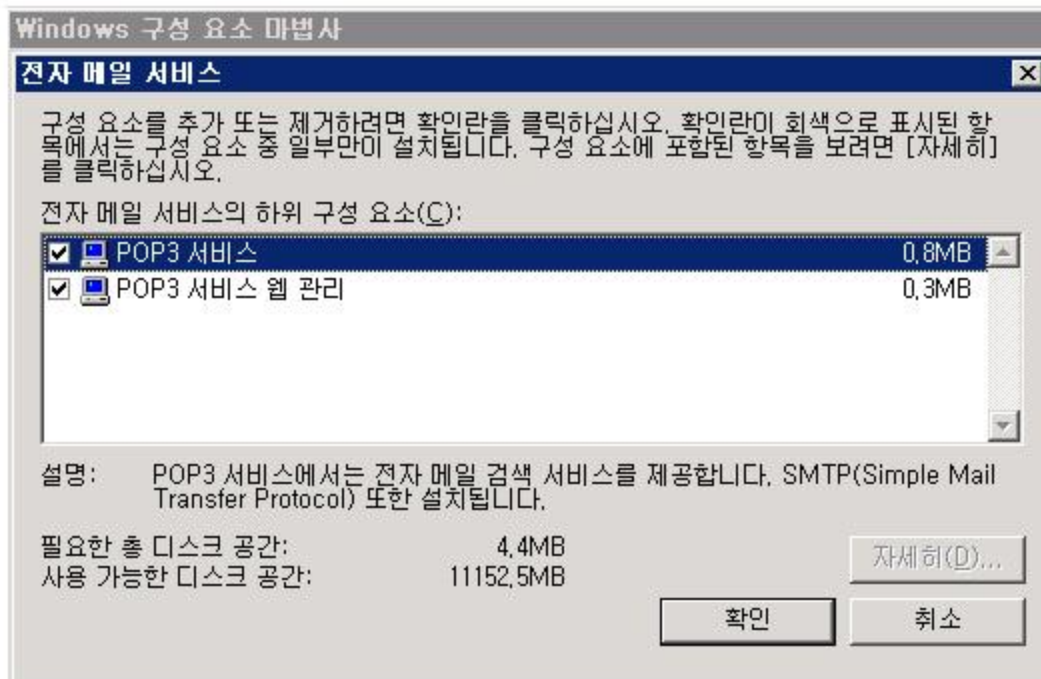 Windows 구성 요소 마법사
전자 메일 서비스
구성 요소를 추가 또는 제거하려면 확인란을 클릭하십시오. 확인란이 회색으로 표시된 항
목에서는 구성 요소 중 일부만이 설치됩니다. 구성 요소에 포함된 항목을 보려면 [자세히]
를 클릭하십시오.
전자 메일 서비스의 하위 구성 요소(C):
POP3 서비스 0.8MB
POP3 서비스 웹 관리 0.3MB
설명: POP3 서비스에서는 전자 메일 검색 서비스를 제공합니다. SMTP(Simple Mail
Transfer Protocol) 또한 설치됩니다.
필요한 총 디스크 공간: 4.4MB
사용 가능한 디스크 공간: 11152.5MB
자세히(D)...
확인 취소